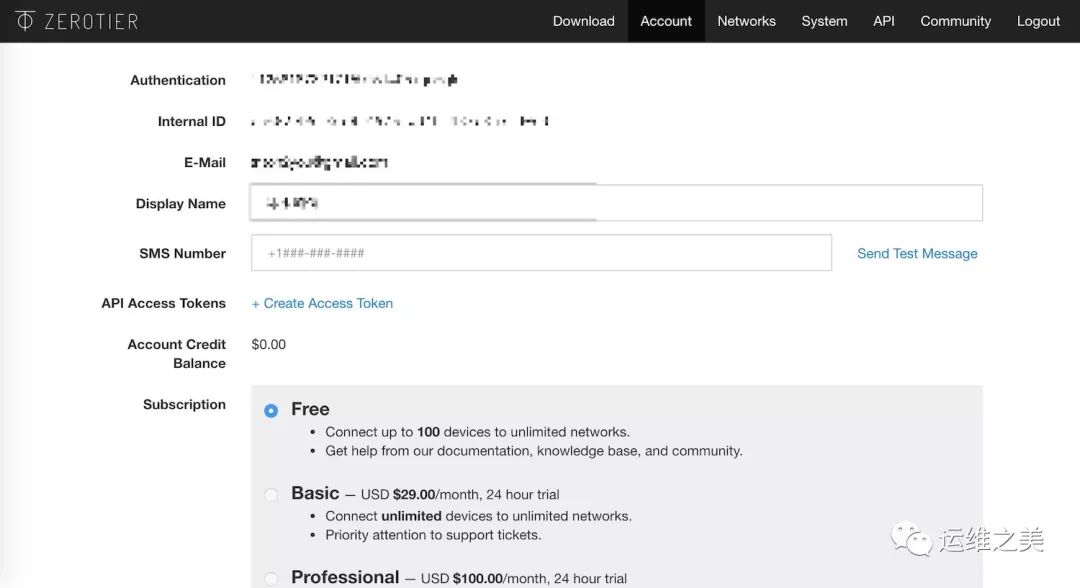 ZEROTIER Download Account Networks System API Community Logout
Authentication
Internal ID
E-Mail
Display Name
SMS Number +1###-###-#### Send Test Message
API Access Tokens + Create Access Token
Account Credit $0.00
Balance
Subscription Free
• Connect up to 100 devices to unlimited networks.
• Get help from our documentation, knowledge base, and community.
Basic — USD $29.00/month, 24 hour trial
• Connect unlimited devices to unlimited networks.
• Priority attention to support tickets.
Professional — USD $100.00/month, 24 hour trial
运维之美